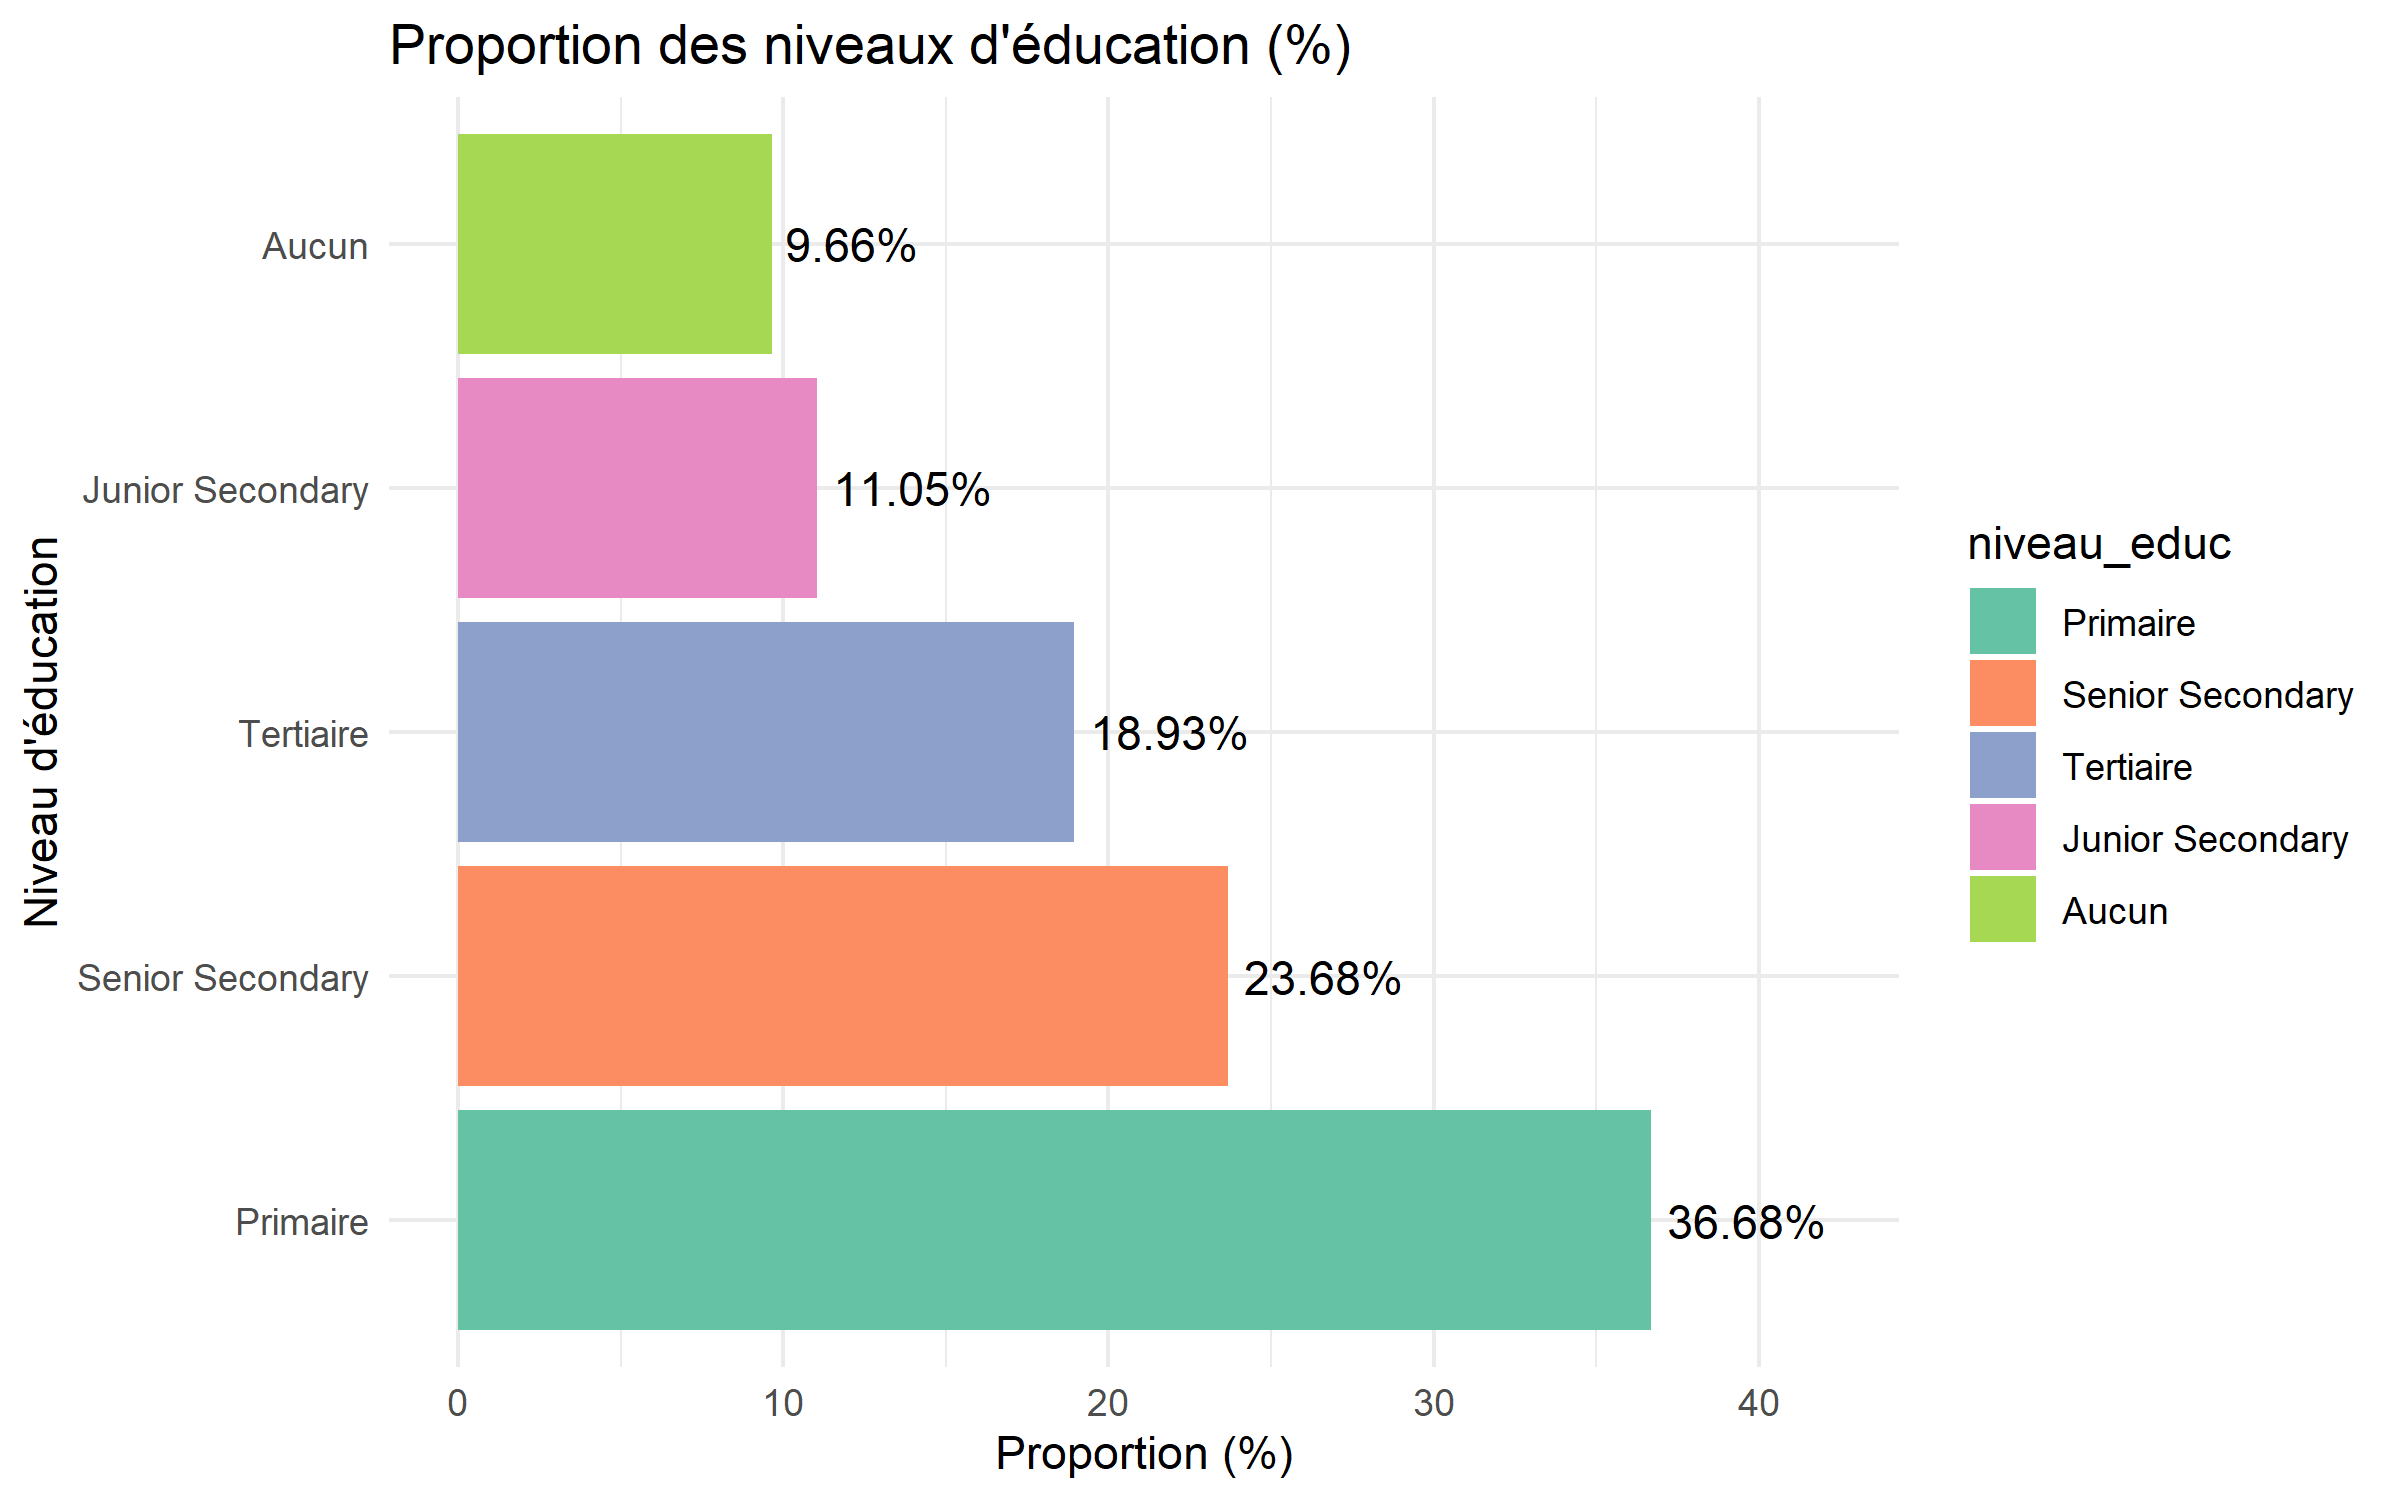 Proportion des niveaux d'éducation (%)
Niveau d'éducation
Aucun
9.66%
Junior Secondary
11.05%
Tertiaire
18.93%
Senior Secondary
23.68%
Primaire
36.68%
0 10 20 30 40
Proportion (%)
niveau_educ
Primaire
Senior Secondary
Tertiaire
Junior Secondary
Aucun